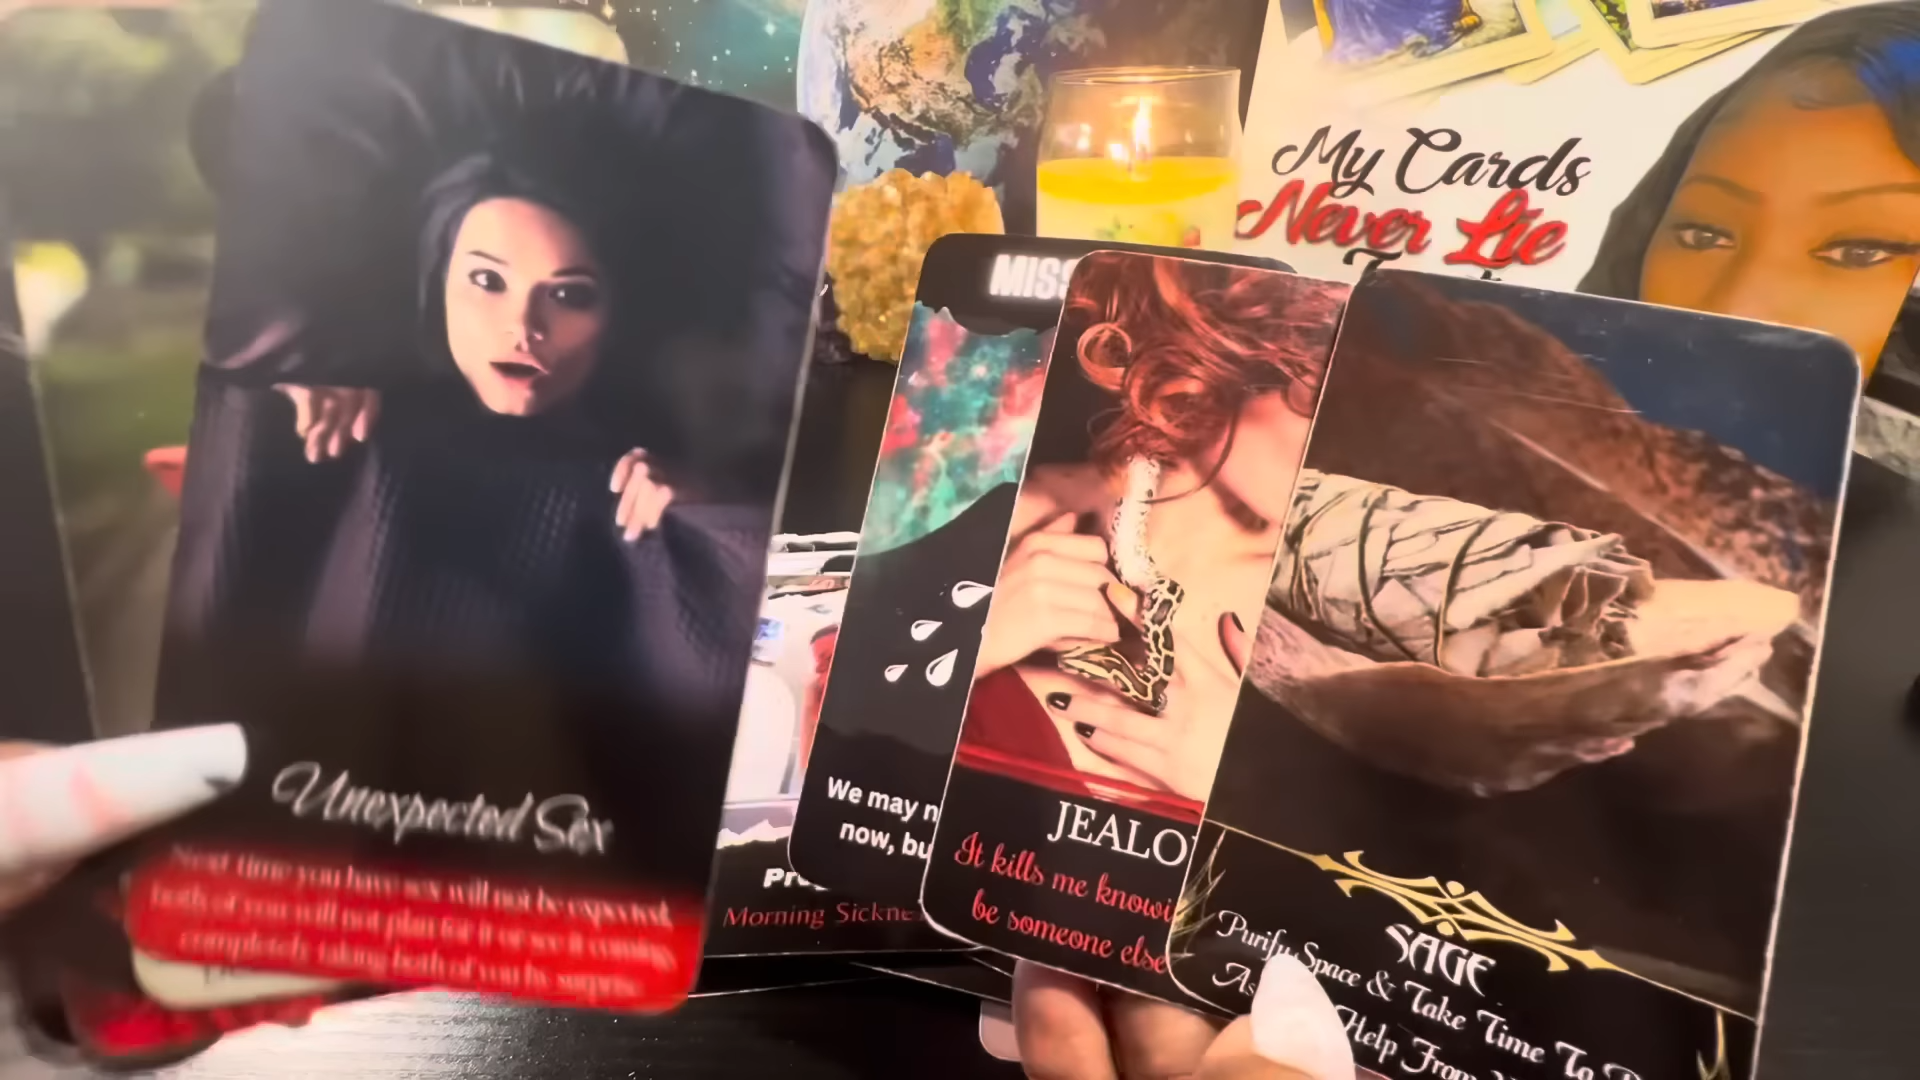 My Cards
Never Lie
MISS
Unexpected Sex
Next time you have sex will not be expected,
both of you will not plan for it or see it coming,
completely taking both of you by surprise.
We may n
now, bu
Morning Sickne
JEALO
It kills me knowi
be someone else
SAGE
Purify Space & Take Time To
Help From